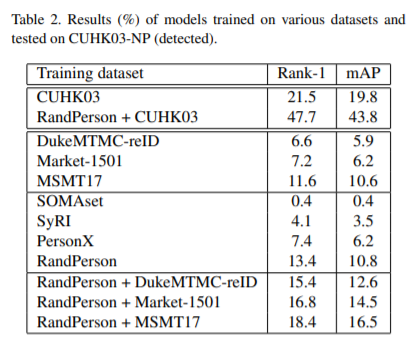 Table 2. Results (%) of models trained on various datasets and
tested on CUHK03-NP (detected).
Training dataset Rank-1 mAP
CUHK03 21.5 19.8
RandPerson + CUHK03 47.7 43.8
DukeMTMC-reID 6.6 5.9
Market-1501 7.2 6.2
MSMT17 11.6 10.6
SOMAset 0.4 0.4
SyRI 4.1 3.5
PersonX 7.4 6.2
RandPerson 13.4 10.8
RandPerson + DukeMTMC-reID 15.4 12.6
RandPerson + Market-1501 16.8 14.5
RandPerson + MSMT17 18.4 16.5